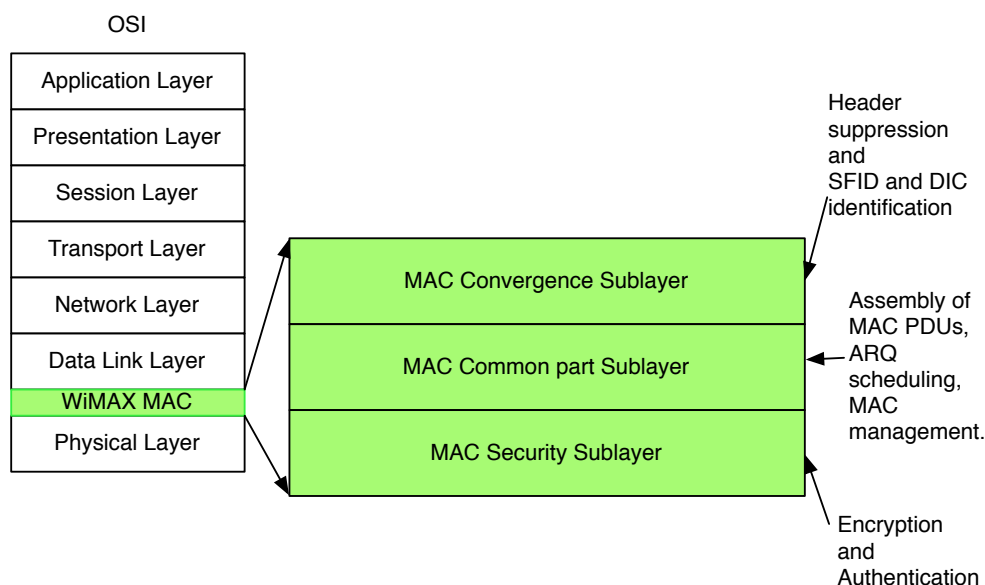 OSI
Application Layer
Presentation Layer
Session Layer
Transport Layer
Network Layer
Data Link Layer
WiMAX MAC
Physical Layer
MAC Convergence Sublayer
MAC Common part Sublayer
MAC Security Sublayer
Header
suppression
and
SFID and DIC
identification
Assembly of
MAC PDUs,
ARQ
scheduling,
MAC
management.
Encryption
and
Authentication